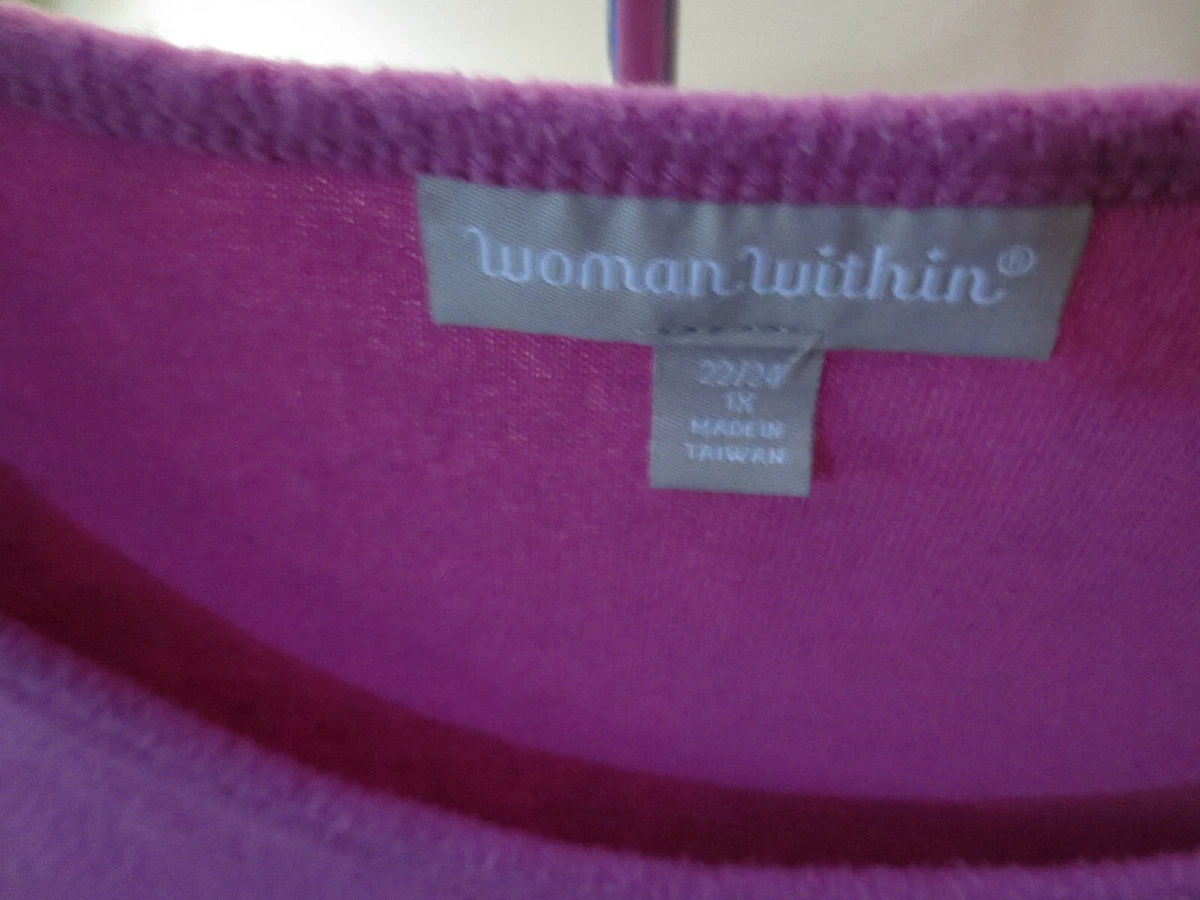 woman within®
22/24
1X
MADE IN
TAIWAN